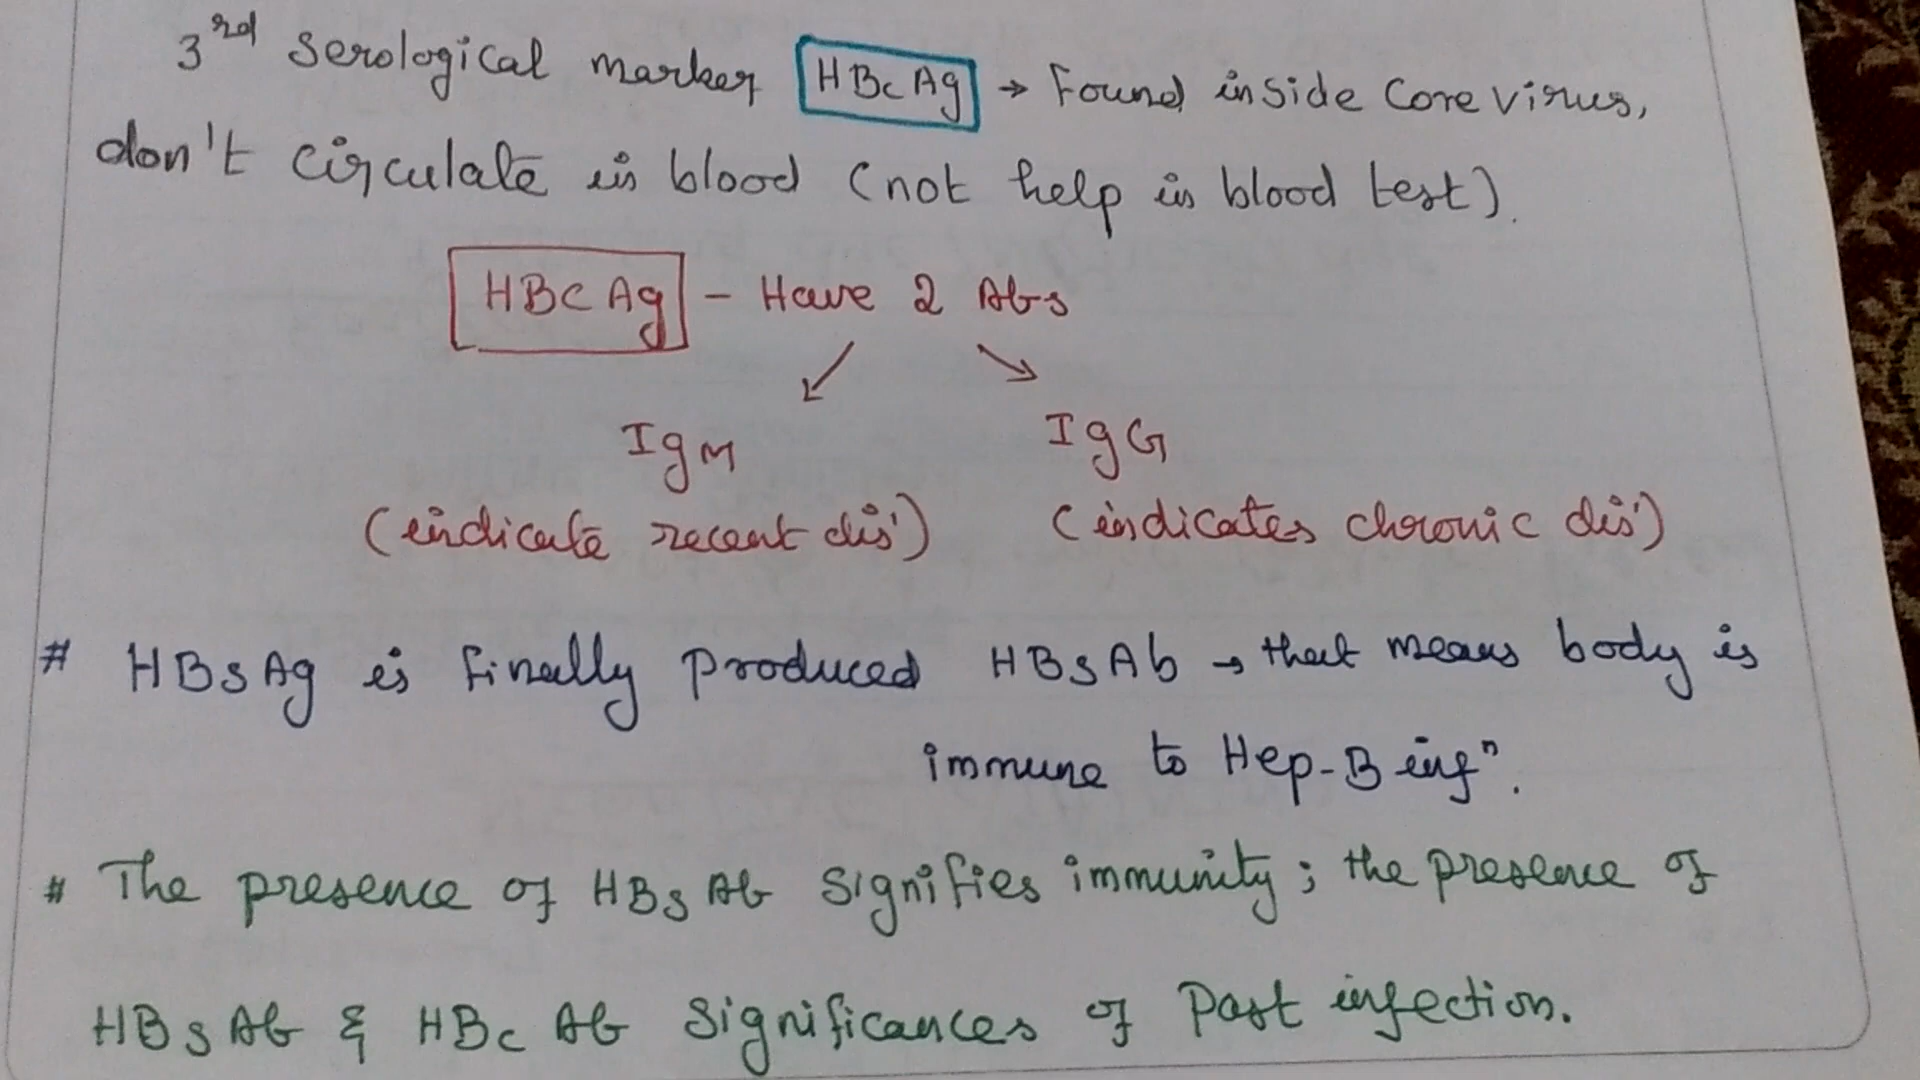 3rd serological marker HBcAg → Found inside core virus,
don't circulate in blood (not help in blood test).
HBcAg - Have 2 Abs
IgM IgG
(indicate recent dis') (indicates chronic dis')
# HBsAg is finally produced HBsAb → that means body is
immune to Hep-B infⁿ.
# The presence of HBsAb signifies immunity; the presence of
HBsAb & HBcAb significances of Past infection.